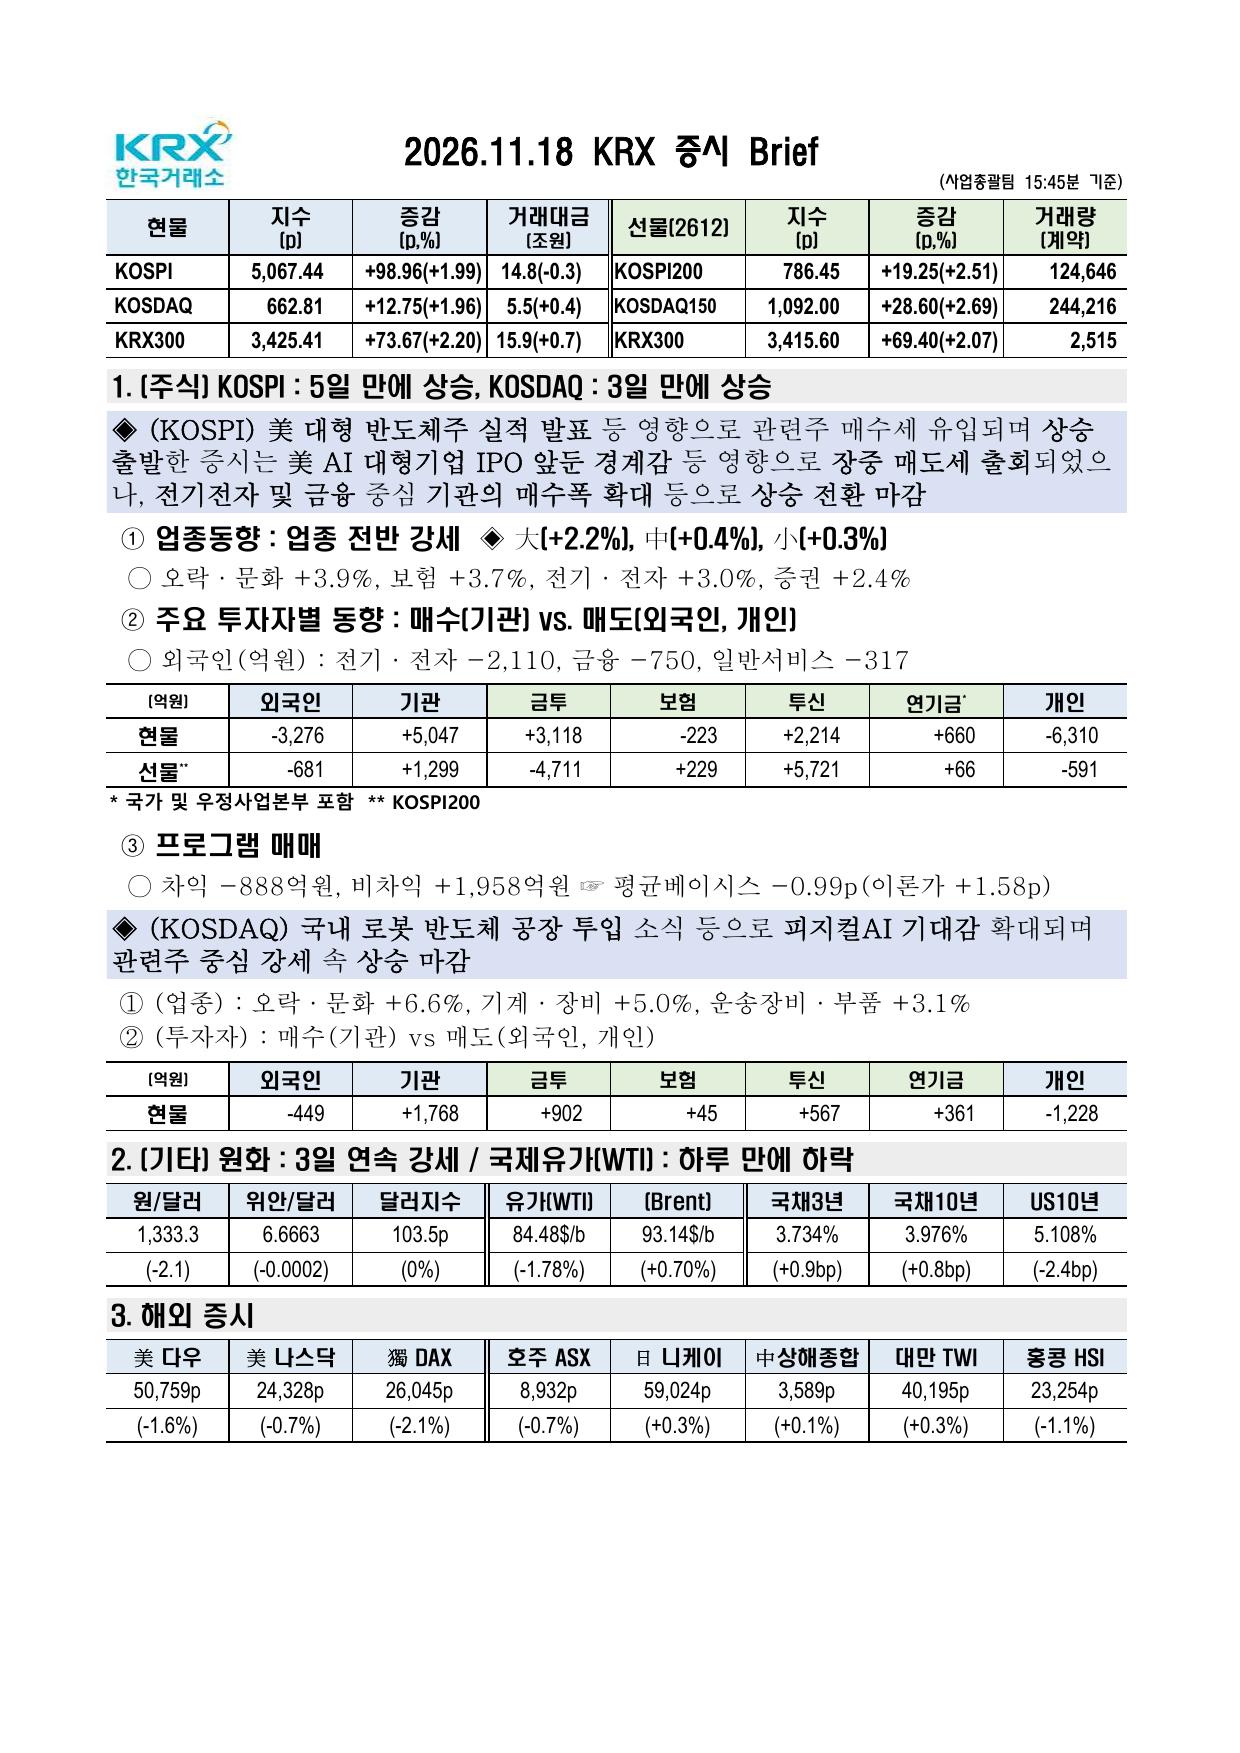 KRX
한국거래소
2026.11.18 KRX 증시 Brief
(사업총괄팀 15:45분 기준)
현물 지수 (p) 증감 (p,%) 거래대금 (조원) 선물(2612) 지수 (p) 증감 (p,%) 거래량 (계약)
KOSPI 5,067.44 +98.96(+1.99) 14.8(-0.3) KOSPI200 786.45 +19.25(+2.51) 124,646
KOSDAQ 662.81 +12.75(+1.96) 5.5(+0.4) KOSDAQ150 1,092.00 +28.60(+2.69) 244,216
KRX300 3,425.41 +73.67(+2.20) 15.9(+0.7) KRX300 3,415.60 +69.40(+2.07) 2,515
1. (주식) KOSPI : 5일 만에 상승, KOSDAQ : 3일 만에 상승
◈ (KOSPI) 美 대형 반도체주 실적 발표 등 영향으로 관련주 매수세 유입되며 상승
출발한 증시는 美 AI 대형기업 IPO 앞둔 경계감 등 영향으로 장중 매도세 출회되었으
나, 전기전자 및 금융 중심 기관의 매수폭 확대 등으로 상승 전환 마감
① 업종동향 : 업종 전반 강세 ◈ 大(+2.2%), 中(+0.4%), 小(+0.3%)
○ 오락 · 문화 +3.9%, 보험 +3.7%, 전기 · 전자 +3.0%, 증권 +2.4%
② 주요 투자자별 동향 : 매수(기관) vs. 매도(외국인, 개인)
○ 외국인(억원) : 전기 · 전자 -2,110, 금융 -750, 일반서비스 -317
(억원) 외국인 기관 금투 보험 투신 연기금* 개인
현물 -3,276 +5,047 +3,118 -223 +2,214 +660 -6,310
선물** -681 +1,299 -4,711 +229 +5,721 +66 -591
* 국가 및 우정사업본부 포함 ** KOSPI200
③ 프로그램 매매
○ 차익 -888억원, 비차익 +1,958억원 ☞ 평균베이시스 -0.99p(이론가 +1.58p)
◈ (KOSDAQ) 국내 로봇 반도체 공장 투입 소식 등으로 피지컬AI 기대감 확대되며
관련주 중심 강세 속 상승 마감
① (업종) : 오락 · 문화 +6.6%, 기계 · 장비 +5.0%, 운송장비 · 부품 +3.1%
② (투자자) : 매수(기관) vs 매도(외국인, 개인)
(억원) 외국인 기관 금투 보험 투신 연기금 개인
현물 -449 +1,768 +902 +45 +567 +361 -1,228
2. (기타) 원화 : 3일 연속 강세 / 국제유가(WTI) : 하루 만에 하락
원/달러 위안/달러 달러지수 유가(WTI) (Brent) 국채3년 국채10년 US10년
1,333.3 6.6663 103.5p 84.48$/b 93.14$/b 3.734% 3.976% 5.108%
(-2.1) (-0.0002) (0%) (-1.78%) (+0.70%) (+0.9bp) (+0.8bp) (-2.4bp)
3. 해외 증시
美 다우 美 나스닥 獨 DAX 호주 ASX 日 니케이 中상해종합 대만 TWI 홍콩 HSI
50,759p 24,328p 26,045p 8,932p 59,024p 3,589p 40,195p 23,254p
(-1.6%) (-0.7%) (-2.1%) (-0.7%) (+0.3%) (+0.1%) (+0.3%) (-1.1%)